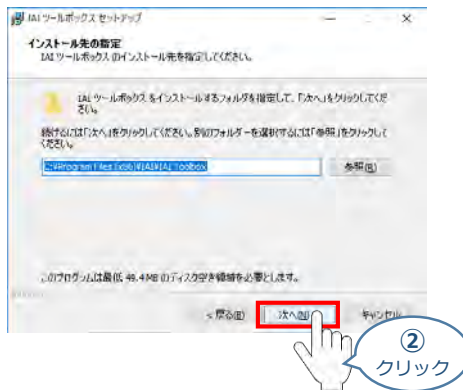 IAI ツールボックス セットアップ
インストール先の指定
IAI ツールボックス のインストール先を指定してください。
IAI ツールボックス をインストールするフォルダを指定して、「次へ」をクリックしてくだ
さい。
続けるには「次へ」をクリックしてください。別のフォルダーを選択するには「参照」をクリックして
ください。
C:¥Program Files (x86)¥IAI¥IAI Toolbox
参照(R)
このプログラムは最低 48.4 MB のディスク空き領域を必要とします。
< 戻る(B)
次へ(N)
キャンセル
②
クリック